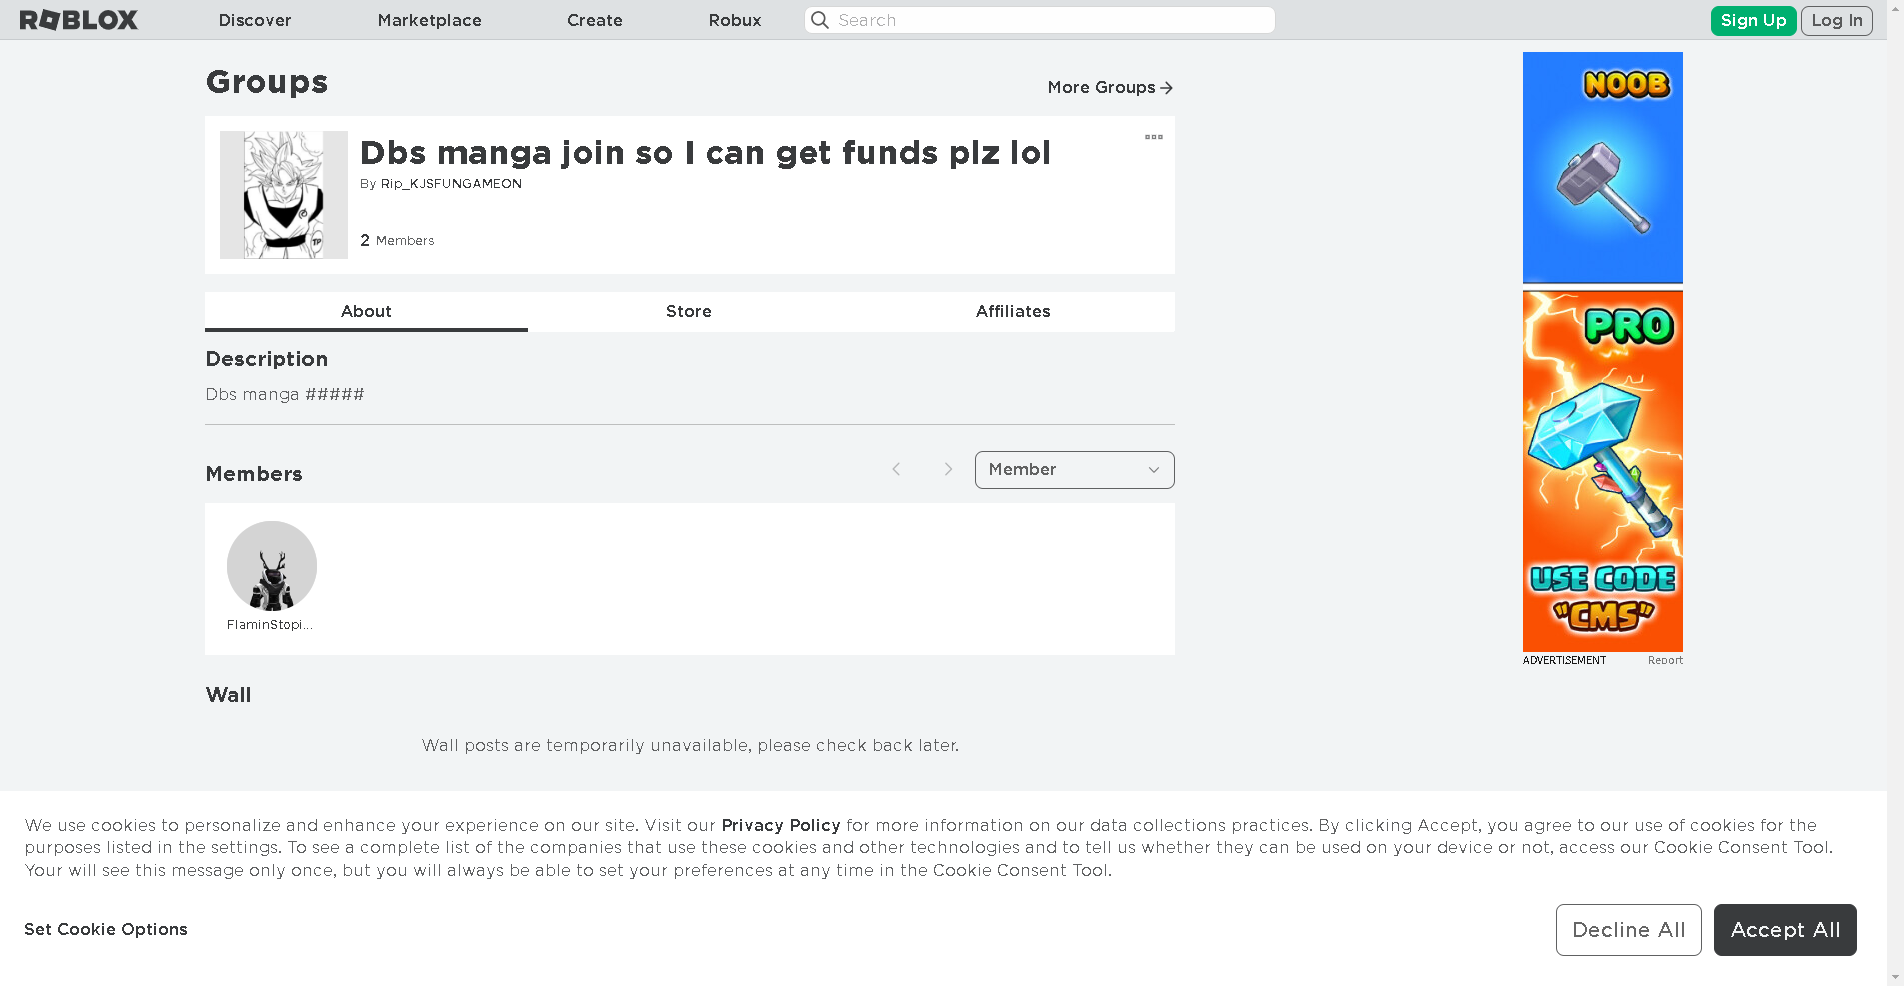 ROBLOX
Discover
Marketplace
Create
Robux
Search
Sign Up
Log In
Groups
More Groups
Dbs manga join so I can get funds plz lol
By Rip_KJSFUNGAMEON
2 Members
About
Store
Affiliates
Description
Dbs manga #####
Members
Member
FlaminStopi...
Wall
Wall posts are temporarily unavailable, please check back later.
NOOB
PRO
USE CODE
"CMS"
ADVERTISEMENT
Report
We use cookies to personalize and enhance your experience on our site. Visit our Privacy Policy for more information on our data collections practices. By clicking Accept, you agree to our use of cookies for the
purposes listed in the settings. To see a complete list of the companies that use these cookies and other technologies and to tell us whether they can be used on your device or not, access our Cookie Consent Tool.
Your will see this message only once, but you will always be able to set your preferences at any time in the Cookie Consent Tool.
Set Cookie Options
Decline All
Accept All